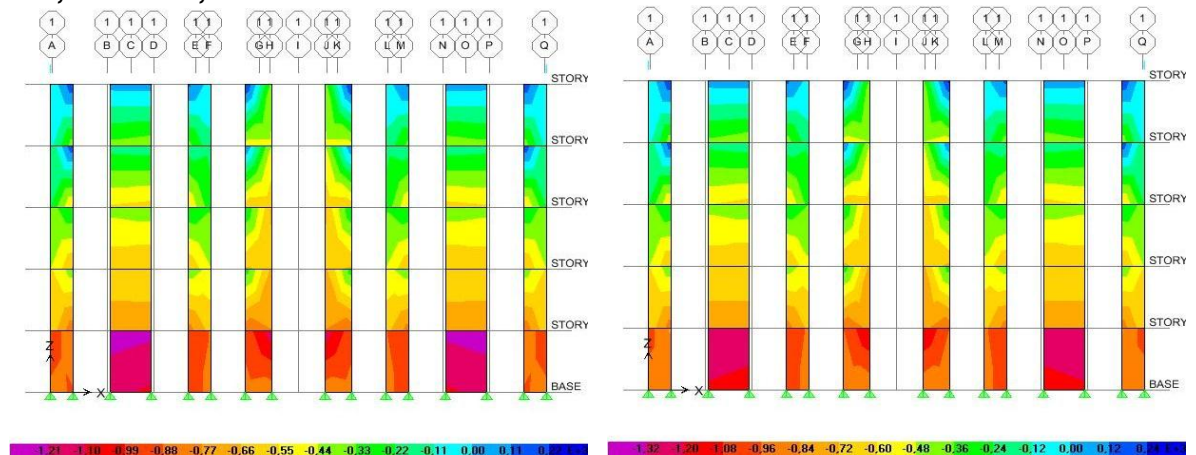 1 1 1 1 1 1 1 1 1 1 1 1 1 1 1 1 1
A B C D E F G H I J K L M N O P Q
STORY
STORY
STORY
STORY
STORY
BASE
Z
X
-1,21 -1,10 -0,99 -0,88 -0,77 -0,66 -0,55 -0,44 -0,33 -0,22 -0,11 0,00 0,11
1 1 1 1 1 1 1 1 1 1 1 1 1 1 1 1 1
A B C D E F G H I J K L M N O P Q
STORY
STORY
STORY
STORY
STORY
BASE
Z
X
-1,32 -1,20 -1,08 -0,96 -0,84 -0,72 -0,60 -0,48 -0,36 -0,24 -0,12 0,00 0,12 0,24